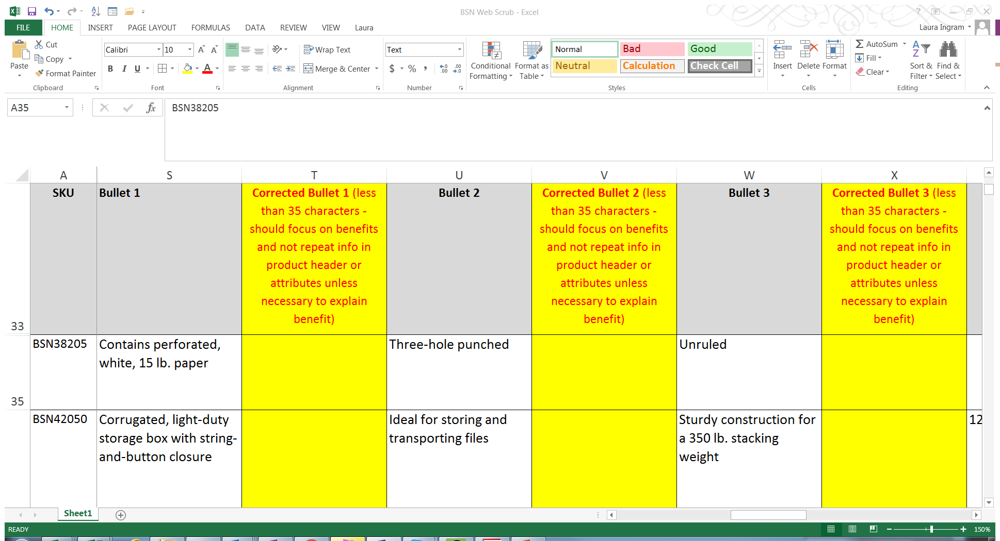 BSN Web Scrub - Excel
?
FILE HOME INSERT PAGE LAYOUT FORMULAS DATA REVIEW VIEW Laura
Laura Ingram
Paste
Cut
Copy
Format Painter
Clipboard
Calibri 10 A A
B I U A
Font
Wrap Text
Merge & Center
Alignment
Text
$ % , .0 .00 .00 .0
Number
Conditional Formatting
Format as Table
Normal Bad Good
Neutral Calculation Check Cell
Styles
Insert Delete Format
Cells
AutoSum
Fill
Clear
Sort & Filter
Find & Select
Editing
A35 fx BSN38205
A S T U V W X
33
SKU
Bullet 1
Corrected Bullet 1 (less
than 35 characters -
should focus on benefits
and not repeat info in
product header or
attributes unless
necessary to explain
benefit)
Bullet 2
Corrected Bullet 2 (less
than 35 characters -
should focus on benefits
and not repeat info in
product header or
attributes unless
necessary to explain
benefit)
Bullet 3
Corrected Bullet 3 (less
than 35 characters -
should focus on benefits
and not repeat info in
product header or
attributes unless
necessary to explain
benefit)
35
BSN38205
Contains perforated,
white, 15 lb. paper
Three-hole punched
Unruled
BSN42050
Corrugated, light-duty
storage box with string-
and-button closure
Ideal for storing and
transporting files
Sturdy construction for
a 350 lb. stacking
weight
12
Sheet1
READY
150%